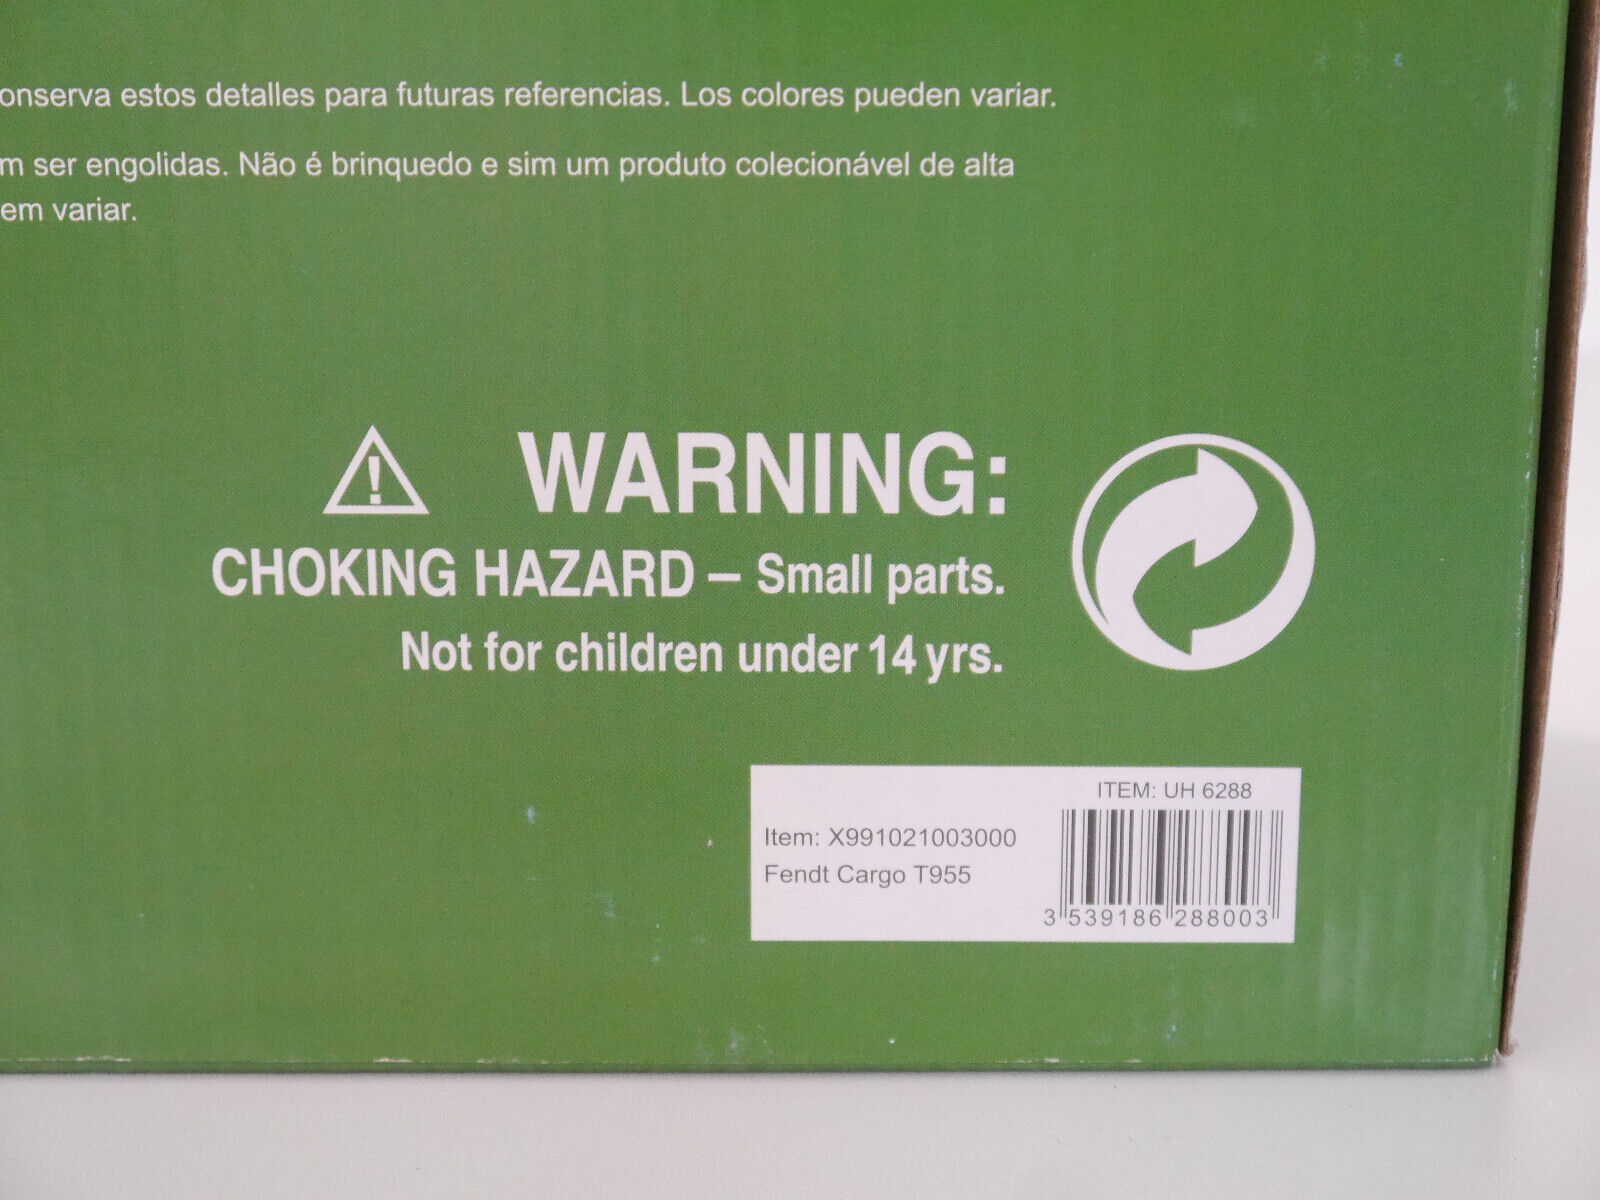 onserva estos detalles para futuras referencias. Los colores pueden variar.
m ser engolidas. Não é brinquedo e sim um produto colecionável de alta
em variar.
! WARNING:
CHOKING HAZARD – Small parts.
Not for children under 14 yrs.
ITEM: UH 6288
Item: X991021003000
Fendt Cargo T955
3 539186 288003